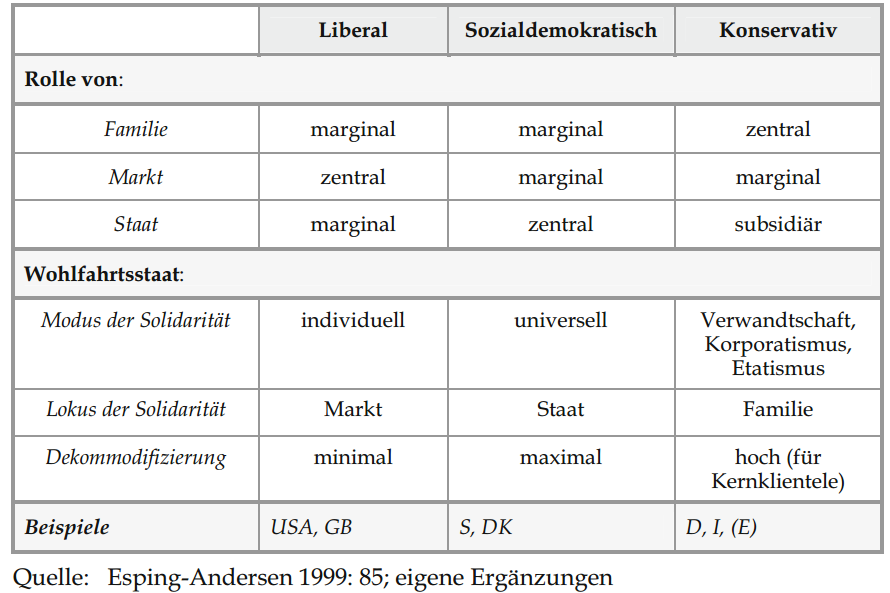 Liberal Sozialdemokratisch Konservativ
Rolle von:
Familie marginal marginal zentral
Markt zentral marginal marginal
Staat marginal zentral subsidiär
Wohlfahrtsstaat:
Modus der Solidarität individuell universell Verwandtschaft,
Korporatismus,
Etatismus
Lokus der Solidarität Markt Staat Familie
Dekommodifizierung minimal maximal hoch (für
Kernklientele)
Beispiele USA, GB S, DK D, I, (E)
Quelle: Esping-Andersen 1999: 85; eigene Ergänzungen